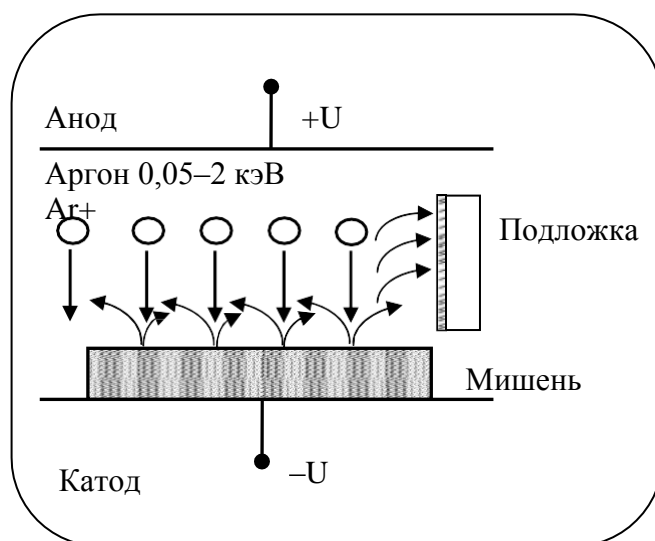 Анод +U
Аргон 0,05–2 кэВ
Ar+
Подложка
Мишень
–U
Катод